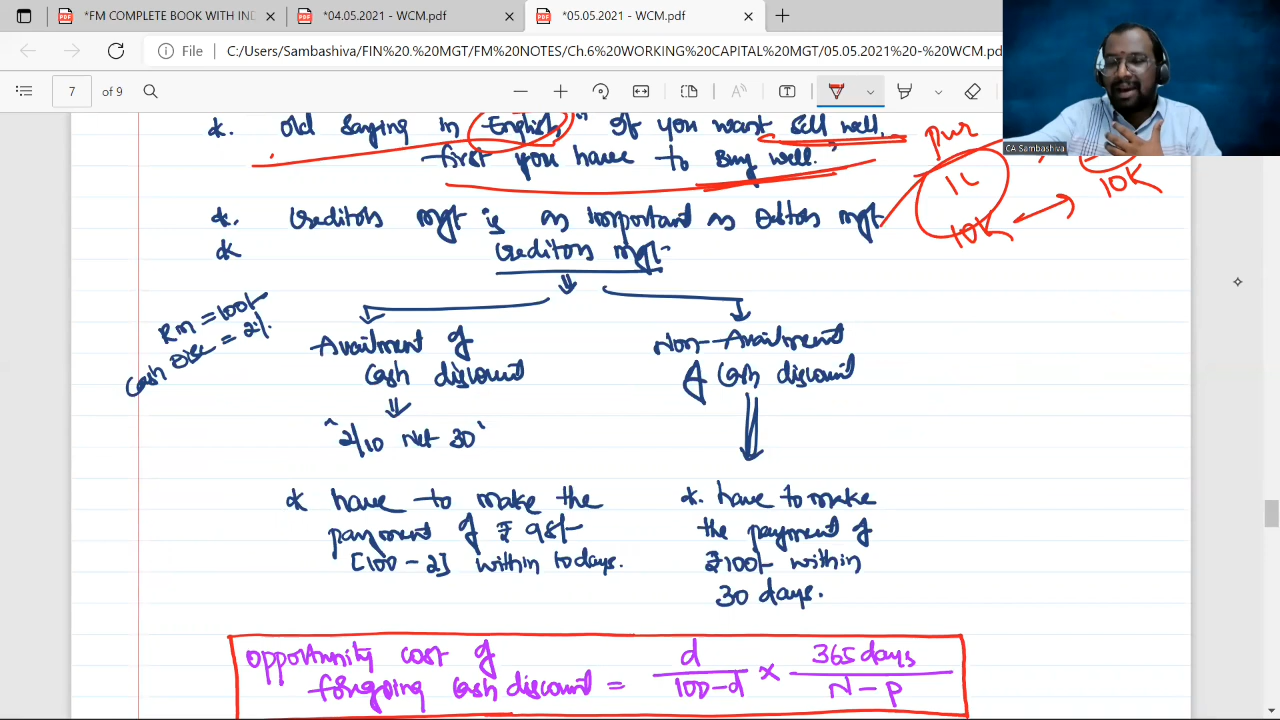 *FM COMPLETE BOOK WITH IND
*04.05.2021 - WCM.pdf
*05.05.2021 - WCM.pdf
File
C:/Users/Sambashiva/FIN%20.%20MGT/FM%20NOTES/Ch.6%20WORKING%20CAPITAL%20MGT/05.05.2021%20-%20WCM.pd
7 of 9
CA Sambashiva
*. old saying in English, " If you want sell well,
first you have to buy well."
pur
1L
10K
10K
*. Creditors mgt is as important as Debtors mgt
*
Creditors mgt
RM = 100/-
Cash Disc = 2%
Availment of
Cash discount
Non-Availment
of Cash discount
"2/10 Net 30"
* have to make the
payment of ₹ 98/-
[100 - 2] within 10 days.
*. have to make
the payment of
₹100/- within
30 days.
opportunity cost of
forgoing cash discount =
d
100-d
×
365 days
N - P